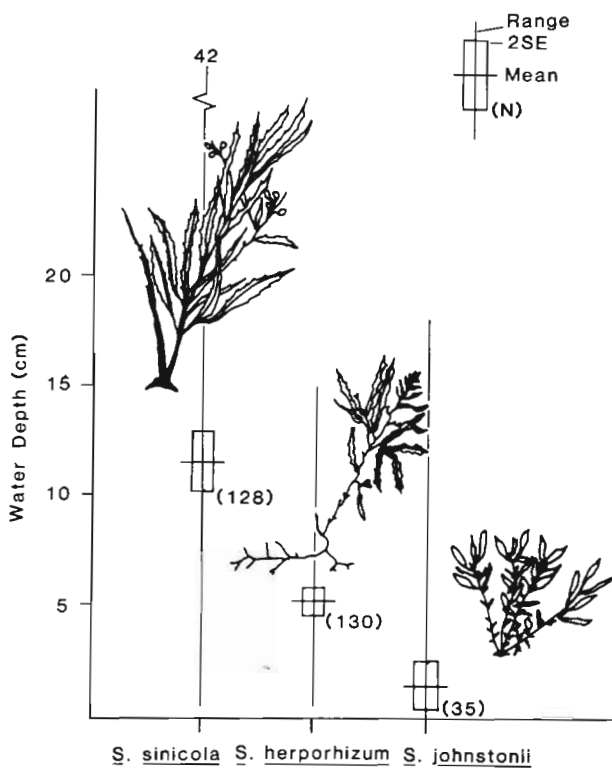 Range
2SE
Mean
(N)
42
20
15
10
5
Water Depth (cm)
(128)
(130)
(35)
S. sinicola S. herporhizum S. johnstonii